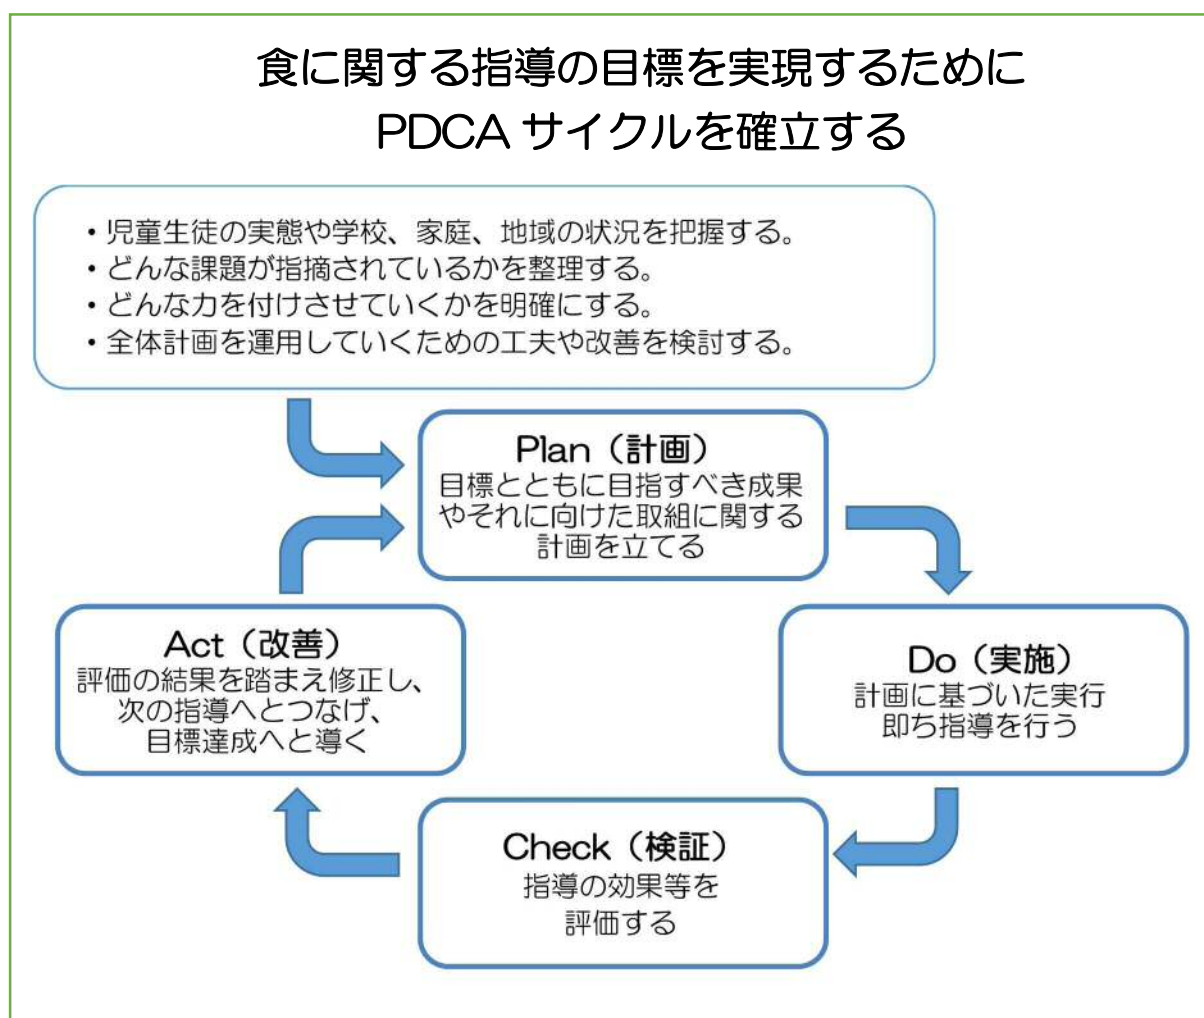 食に関する指導の目標を実現するために
PDCA サイクルを確立する
・児童生徒の実態や学校、家庭、地域の状況を把握する。
・どんな課題が指摘されているかを整理する。
・どんな力を付けさせていくかを明確にする。
・全体計画を運用していくための工夫や改善を検討する。
Plan（計画）
目標とともに目指すべき成果
やそれに向けた取組に関する
計画を立てる
Do（実施）
計画に基づいた実行
即ち指導を行う
Check（検証）
指導の効果等を
評価する
Act（改善）
評価の結果を踏まえ修正し、
次の指導へとつなげ、
目標達成へと導く